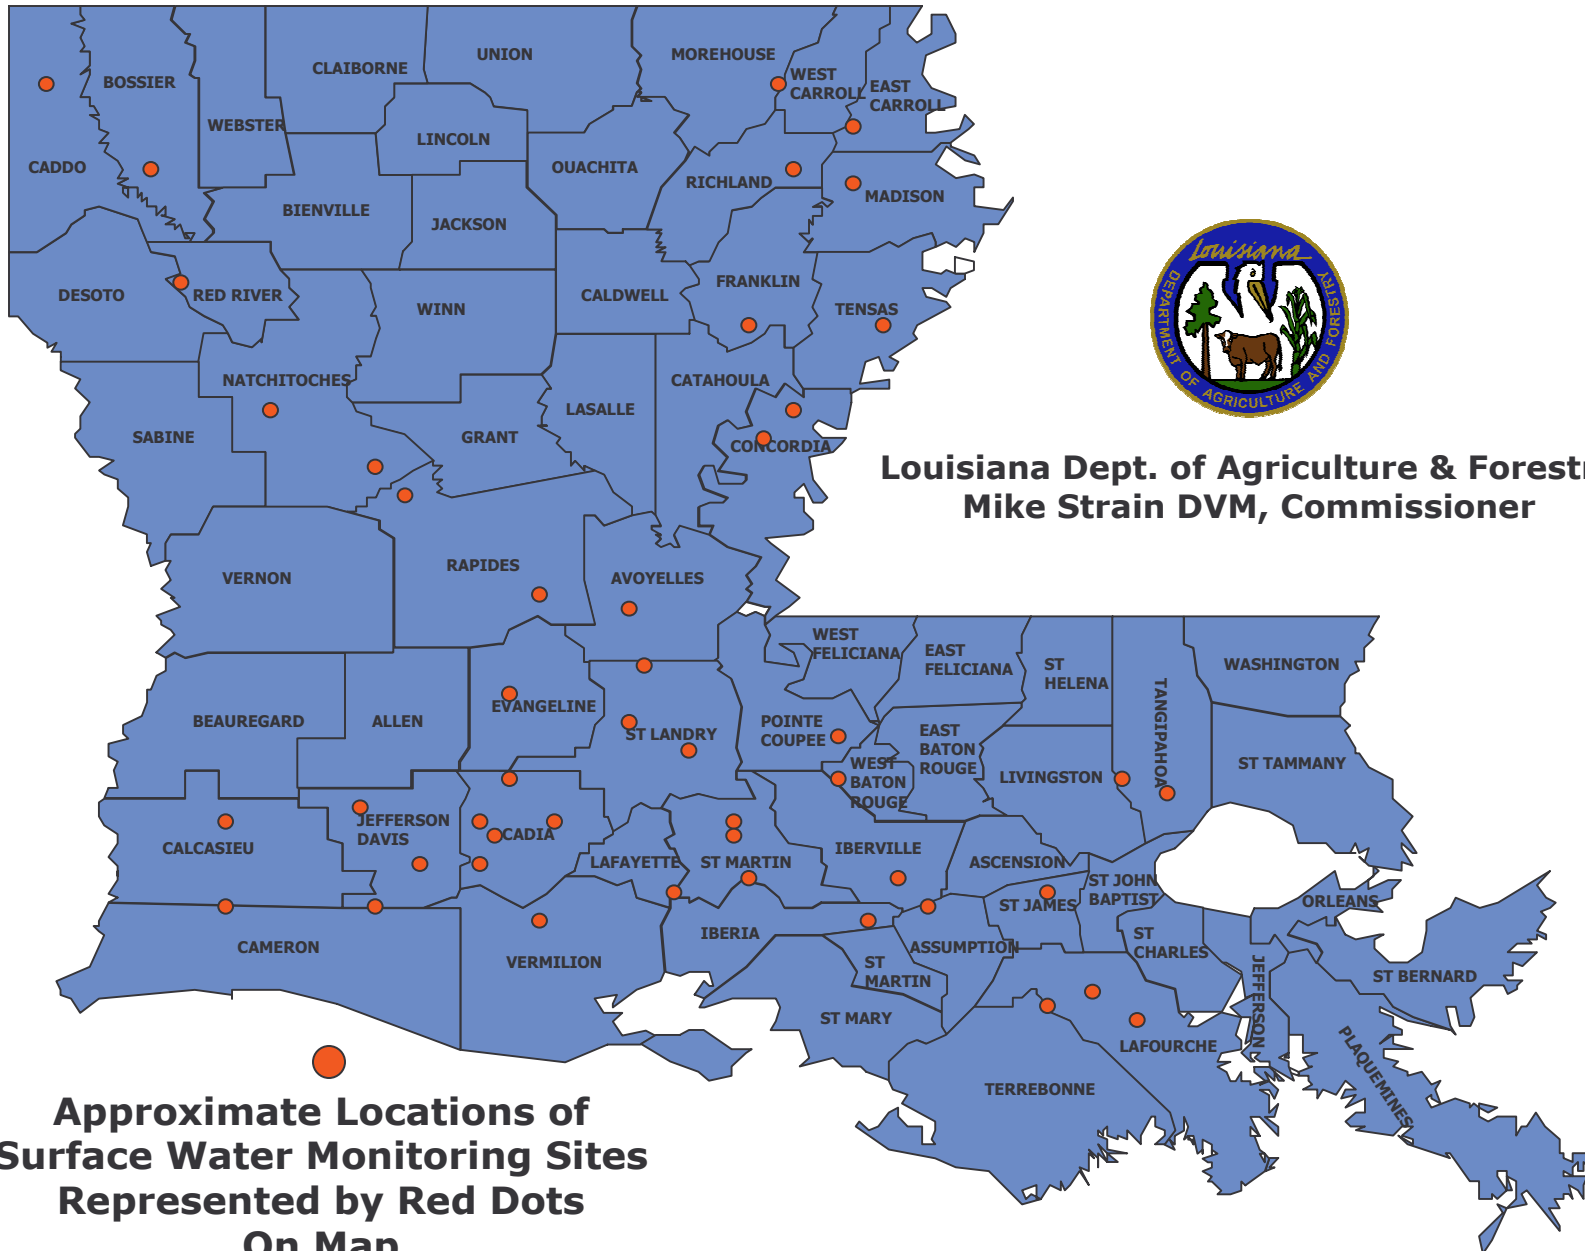 UNION
MOREHOUSE
CLAIBORNE
BOSSIER
WEST
CARROLL
EAST
CARROLL
WEBSTER
LINCOLN
CADDO
OUACHITA
RICHLAND
MADISON
BIENVILLE
JACKSON
DESOTO
RED RIVER
WINN
CALDWELL
FRANKLIN
TENSAS
NATCHITOCHES
CATAHOULA
SABINE
GRANT
LASALLE
CONCORDIA
Louisiana
DEPARTMENT OF AGRICULTURE AND FORESTRY
Louisiana Dept. of Agriculture & Forestr
Mike Strain DVM, Commissioner
VERNON
RAPIDES
AVOYELLES
WEST
FELICIANA
EAST
FELICIANA
ST
HELENA
TANGIPAHOA
WASHINGTON
BEAUREGARD
ALLEN
EVANGELINE
ST LANDRY
POINTE
COUPEE
EAST
BATON
ROUGE
WEST
BATON
ROUGE
LIVINGSTON
ST TAMMANY
CALCASIEU
JEFFERSON
DAVIS
CADIA
LAFAYETTE
ST MARTIN
IBERVILLE
ASCENSION
ST JOHN
BAPTIST
ST JAMES
ORLEANS
CAMERON
VERMILION
IBERIA
ASSUMPTION
ST
MARTIN
ST
CHARLES
JEFFERSON
ST BERNARD
ST MARY
LAFOURCHE
PLAQUEMINES
TERREBONNE
Approximate Locations of
Surface Water Monitoring Sites
Represented by Red Dots
On Map